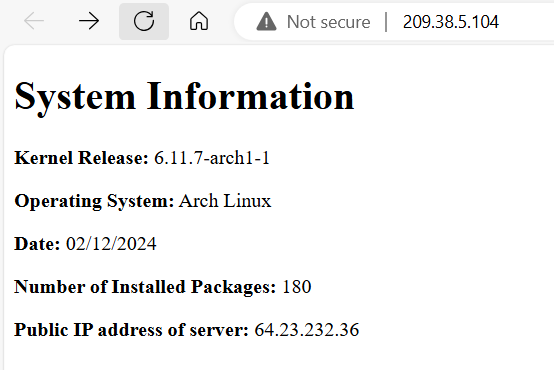 Not secure | 209.38.5.104
System Information
Kernel Release: 6.11.7-arch1-1
Operating System: Arch Linux
Date: 02/12/2024
Number of Installed Packages: 180
Public IP address of server: 64.23.232.36